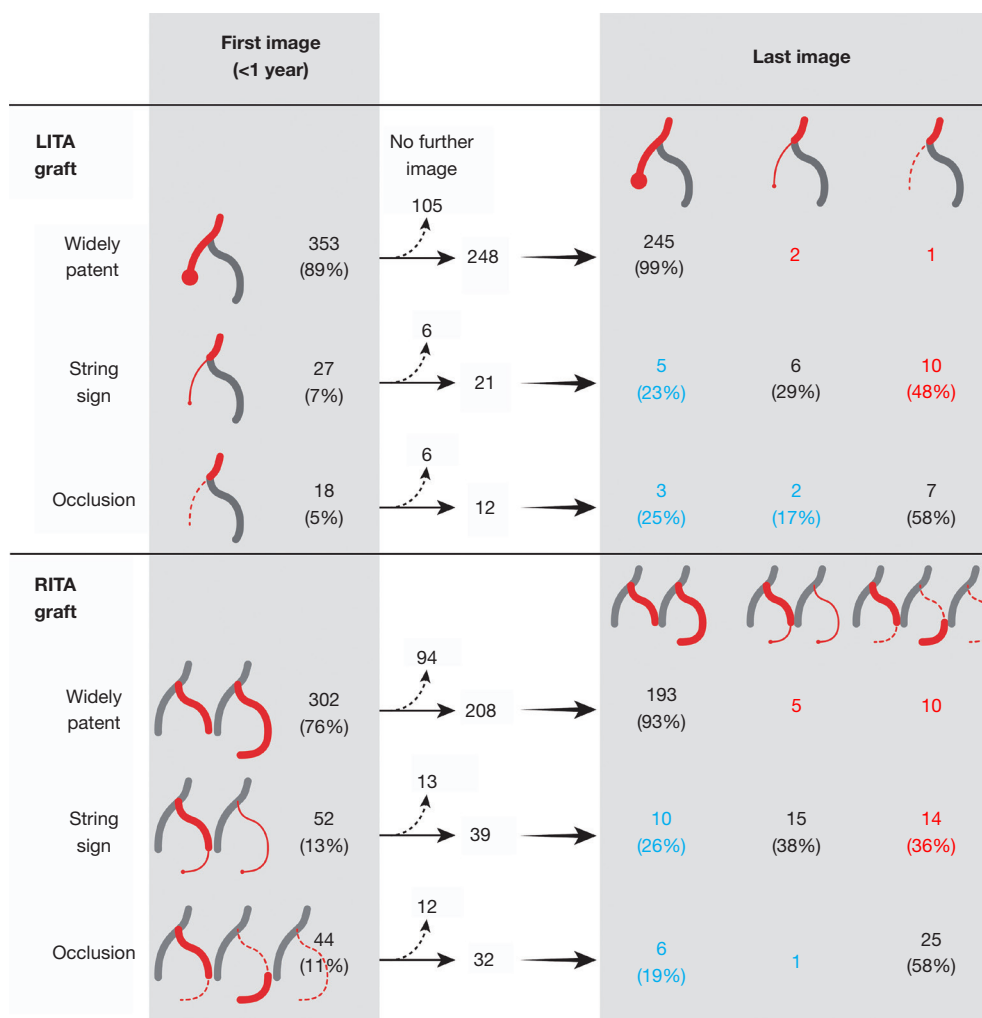 First image
(<1 year)
Last image
LITA
graft
No further
image
Widely
patent
353
(89%)
105
248
245
(99%)
2
1
String
sign
27
(7%)
6
21
5
(23%)
6
(29%)
10
(48%)
Occlusion
18
(5%)
6
12
3
(25%)
2
(17%)
7
(58%)
RITA
graft
Widely
patent
302
(76%)
94
208
193
(93%)
5
10
String
sign
52
(13%)
13
39
10
(26%)
15
(38%)
14
(36%)
Occlusion
44
(11%)
12
32
6
(19%)
1
25
(58%)